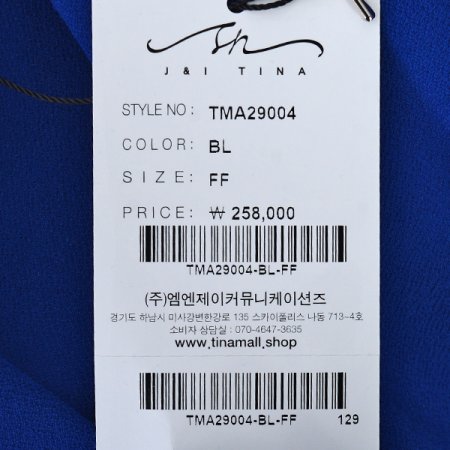 J & I TINA
STYLE NO : TMA29004
COLOR : BL
SIZE : FF
PRICE : ₩ 258,000
TMA29004-BL-FF
(주)엠엔제이커뮤니케이션즈
경기도 하남시 미사강변한강로 135 스카이폴리스 나동 713-4호
소비자 상담실 : 070-4647-3635
www.tinamall.shop
TMA29004-BL-FF 129